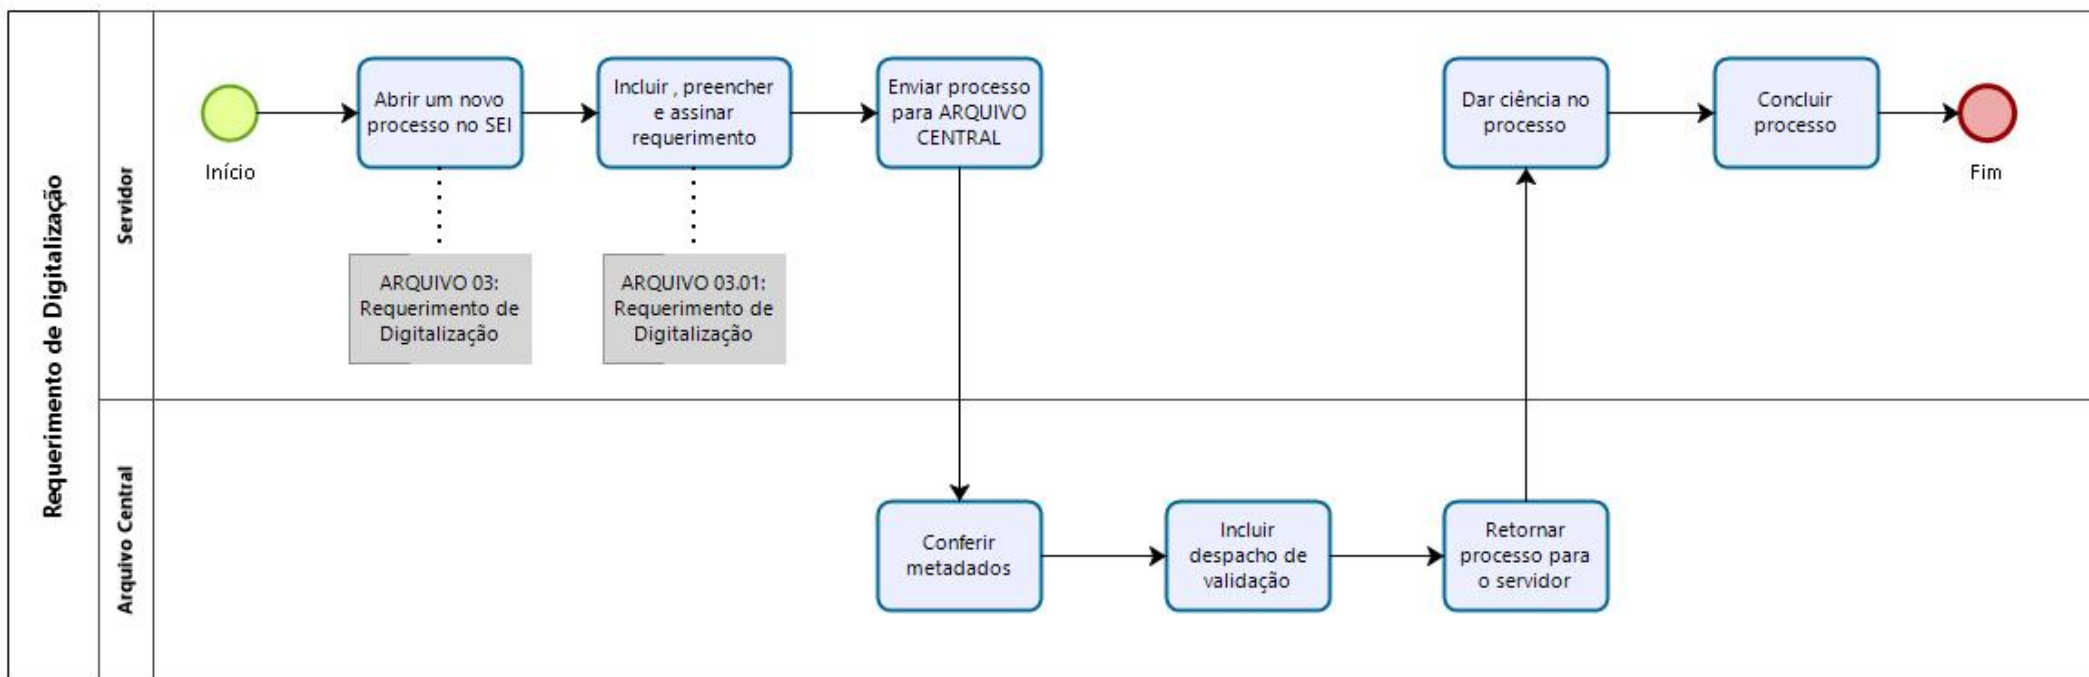 Requerimento de Digitalização
Servidor
Início
Abrir um novo
processo no SEI
Incluir , preencher
e assinar
requerimento
Enviar processo
para ARQUIVO
CENTRAL
Dar ciência no
processo
Concluir
processo
Fim
ARQUIVO 03:
Requerimento de
Digitalização
ARQUIVO 03.01:
Requerimento de
Digitalização
Arquivo Central
Conferir
metadados
Incluir
despacho de
validação
Retornar
processo para
o servidor